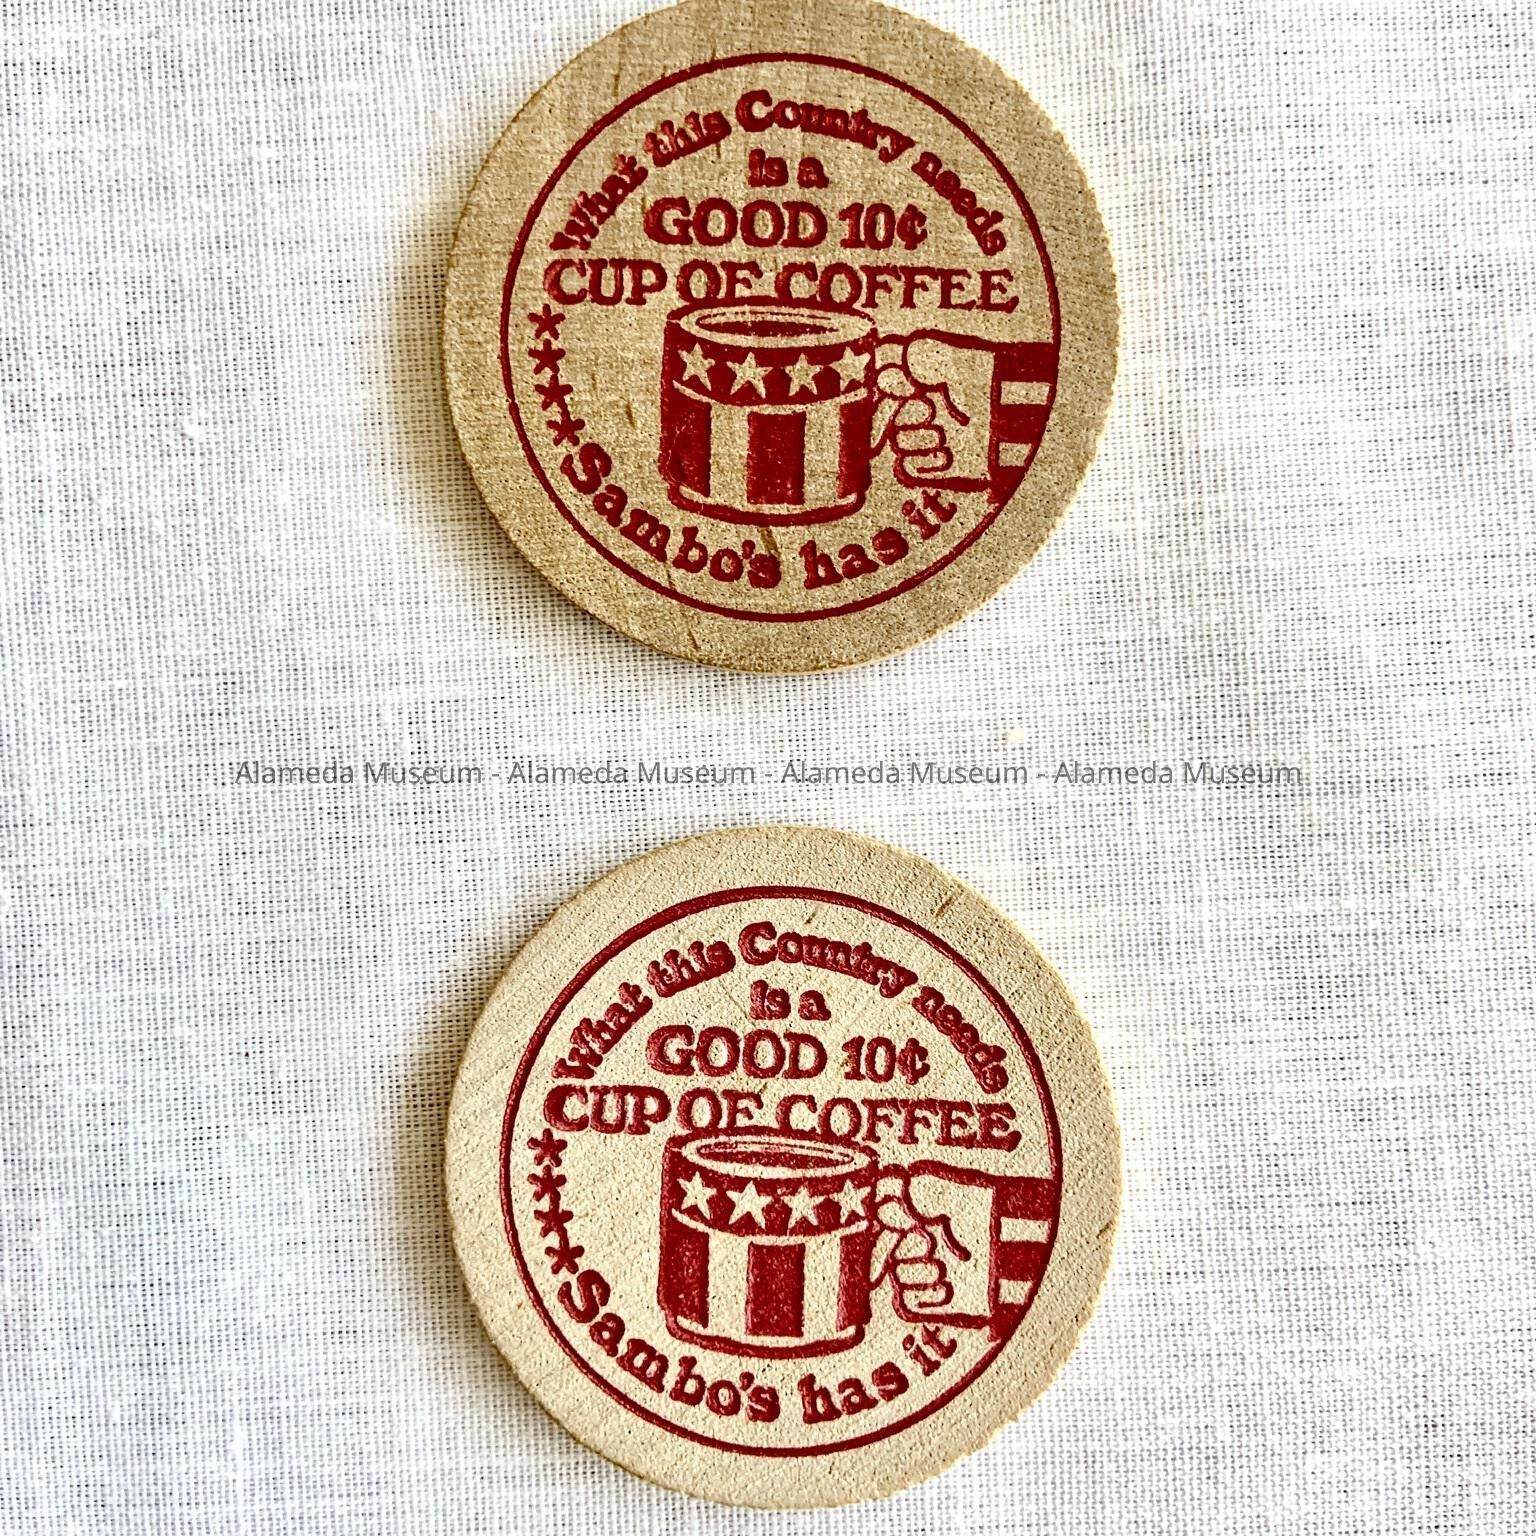 What this Country needs
is a
GOOD 10¢
CUP OF COFFEE
Sambo's has it
Alameda Museum - Alameda Museum - Alameda Museum - Alameda Museum
What this Country needs
is a
GOOD 10¢
CUP OF COFFEE
Sambo's has it